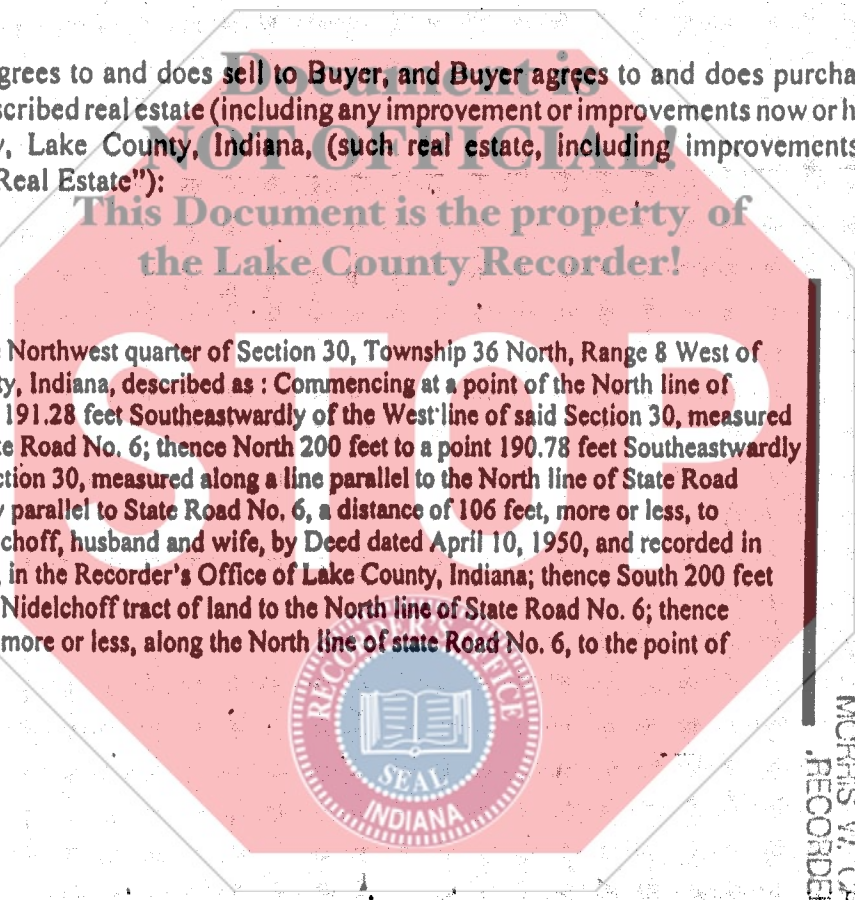 Document is
grees to and does sell to Buyer, and Buyer agrees to and does purcha
scribed real estate (including any improvement or improvements now or h
NOT OFFICIAL!
, Lake County, Indiana, (such real estate, including improvements
Real Estate"):
This Document is the property of
the Lake County Recorder!
STOP
Northwest quarter of Section 30, Township 36 North, Range 8 West of
ty, Indiana, described as : Commencing at a point of the North line of
191.28 feet Southeastwardly of the West line of said Section 30, measured
te Road No. 6; thence North 200 feet to a point 190.78 feet Southeastwardly
ction 30, measured along a line parallel to the North line of State Road
y parallel to State Road No. 6, a distance of 106 feet, more or less, to
choff, husband and wife, by Deed dated April 10, 1950, and recorded in
, in the Recorder's Office of Lake County, Indiana; thence South 200 feet
Nidelchoff tract of land to the North line of State Road No. 6; thence
more or less, along the North line of state Road No. 6, to the point of
RECORDER'S OFFICE
SEAL
INDIANA
MORRIS W.
RECORDE